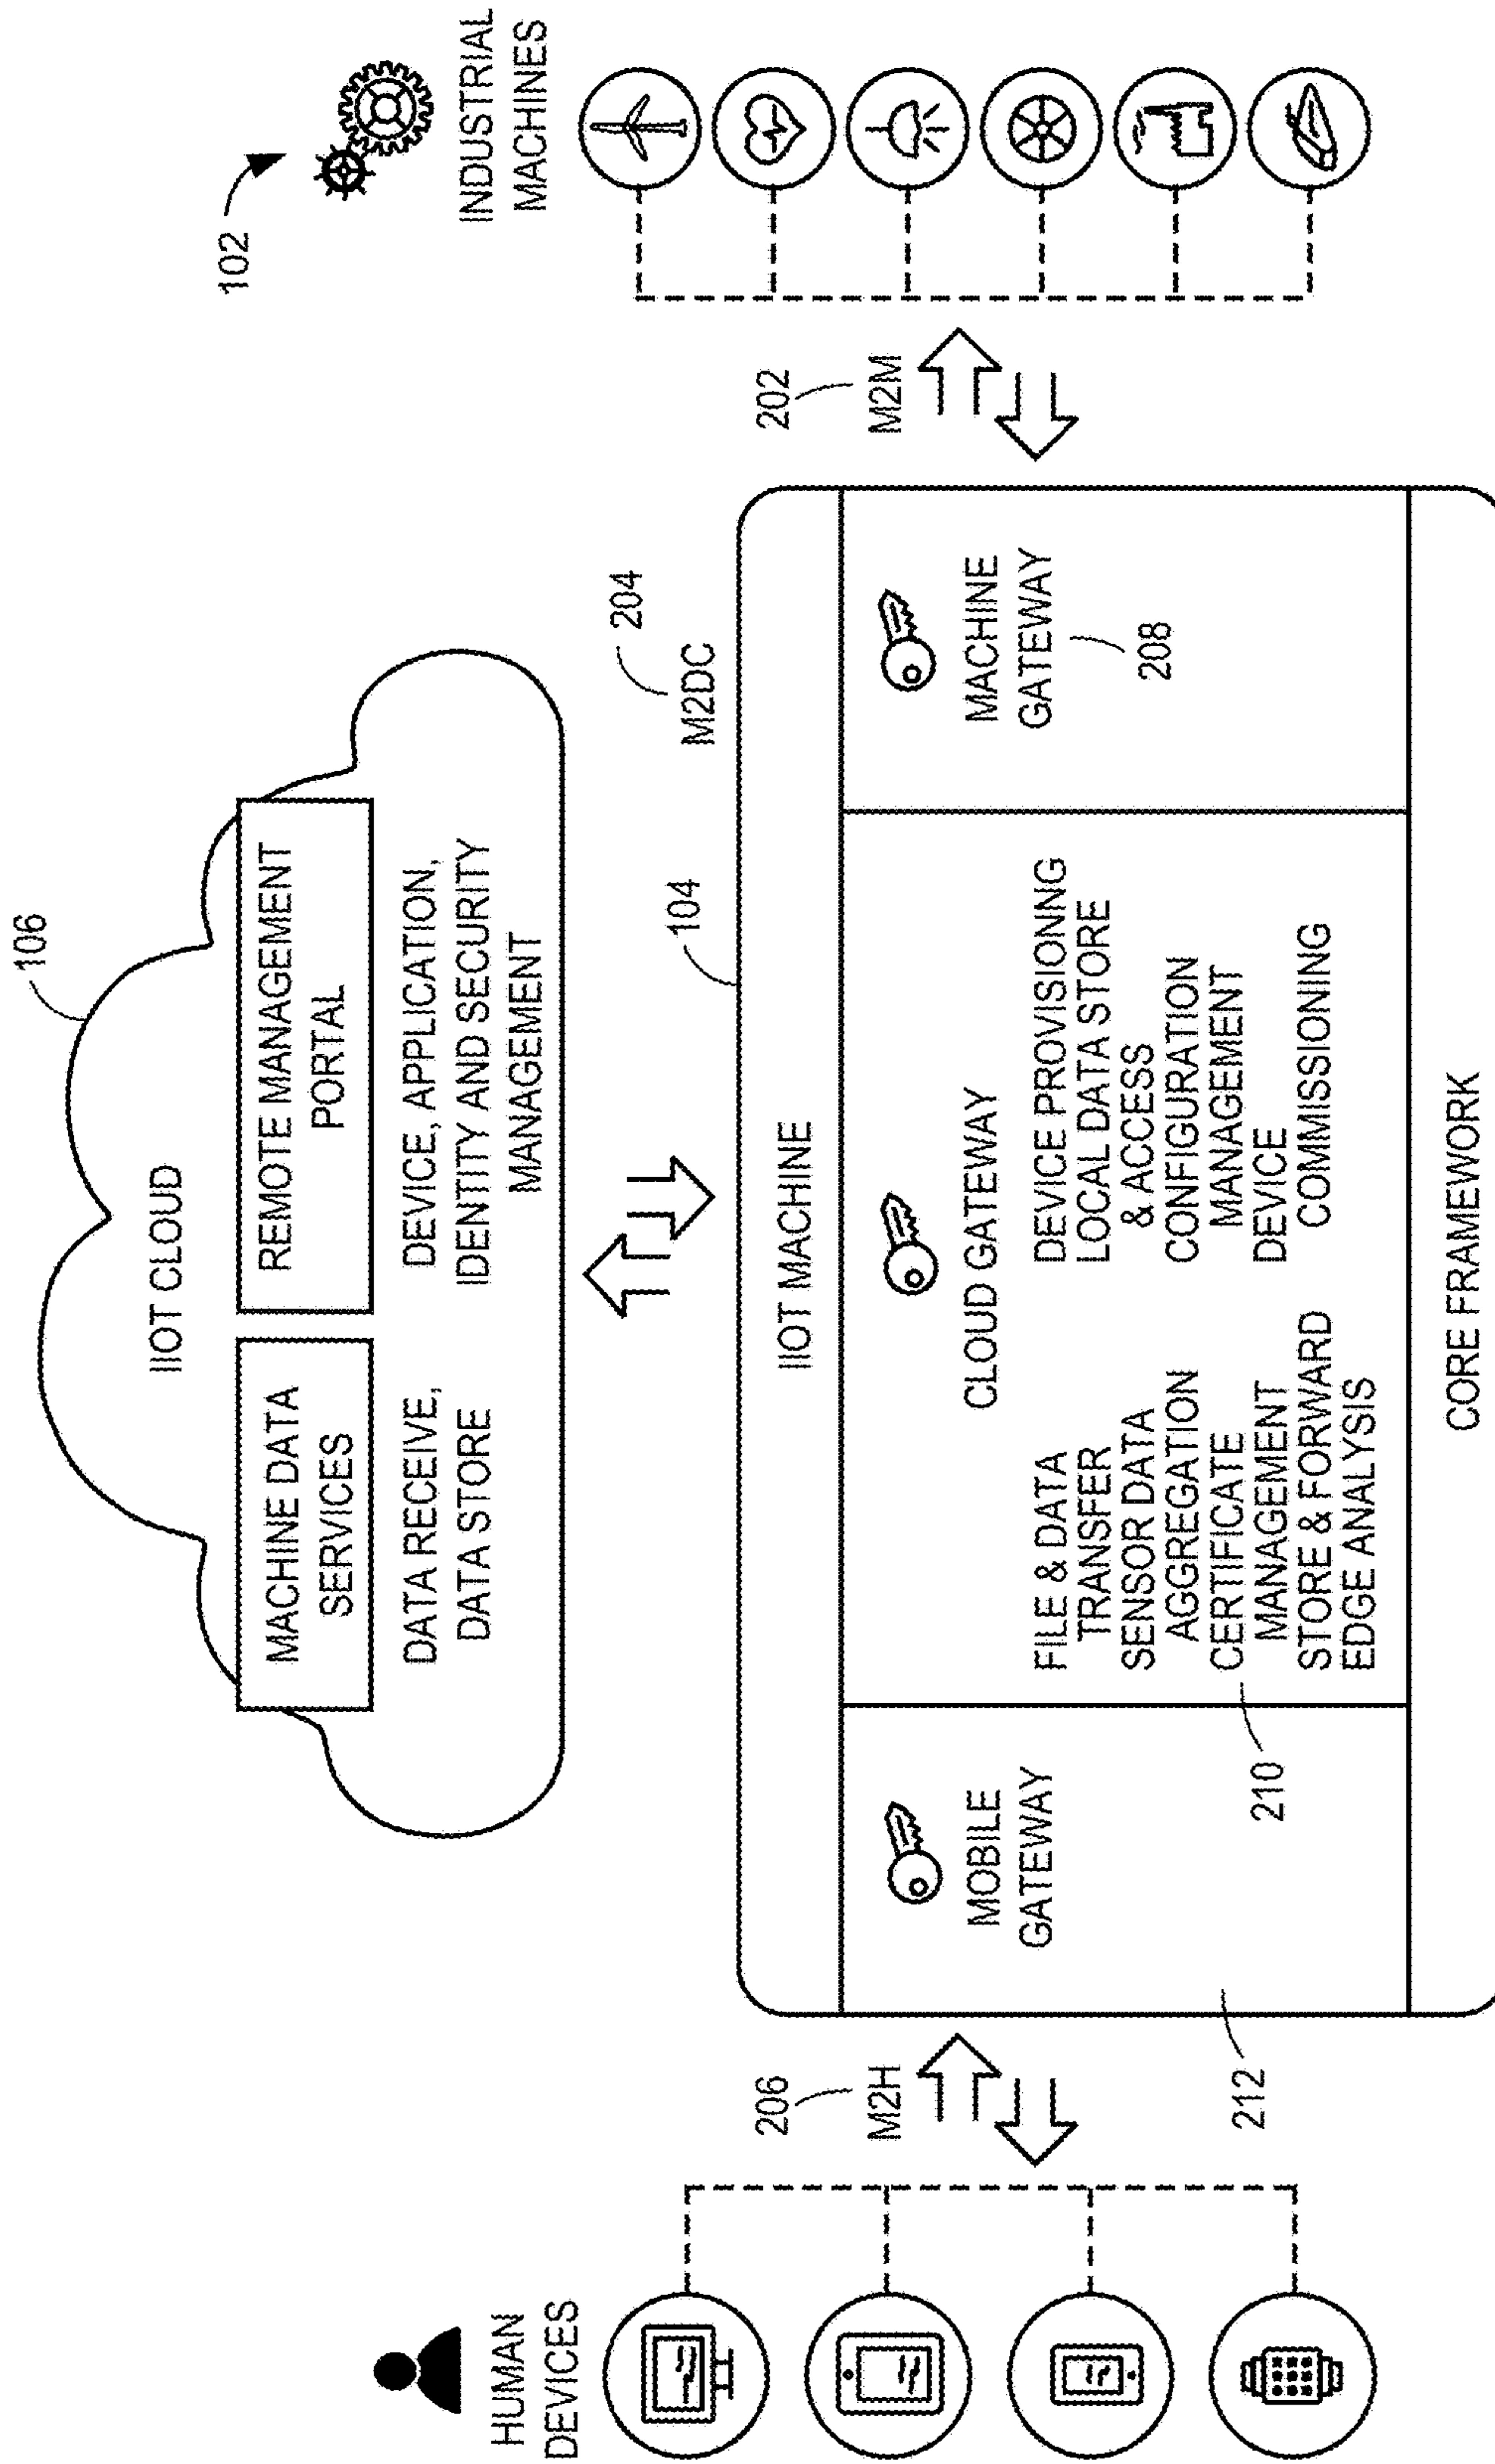 106
IIOT CLOUD
MACHINE DATA
SERVICES
REMOTE MANAGEMENT
PORTAL
DATA RECEIVE,
DATA STORE
DEVICE, APPLICATION,
IDENTITY AND SECURITY
MANAGEMENT
102
INDUSTRIAL
MACHINES
HUMAN
DEVICES
204
M2DC
104
206
M2H
202
M2M
IIOT MACHINE
MOBILE
GATEWAY
212
CLOUD GATEWAY
FILE & DATA
TRANSFER
SENSOR DATA
AGGREGATION
CERTIFICATE
MANAGEMENT
STORE & FORWARD
EDGE ANALYSIS
210
DEVICE PROVISIONING
LOCAL DATA STORE
& ACCESS
CONFIGURATION
MANAGEMENT
DEVICE
COMMISSIONING
MACHINE
GATEWAY
208
CORE FRAMEWORK